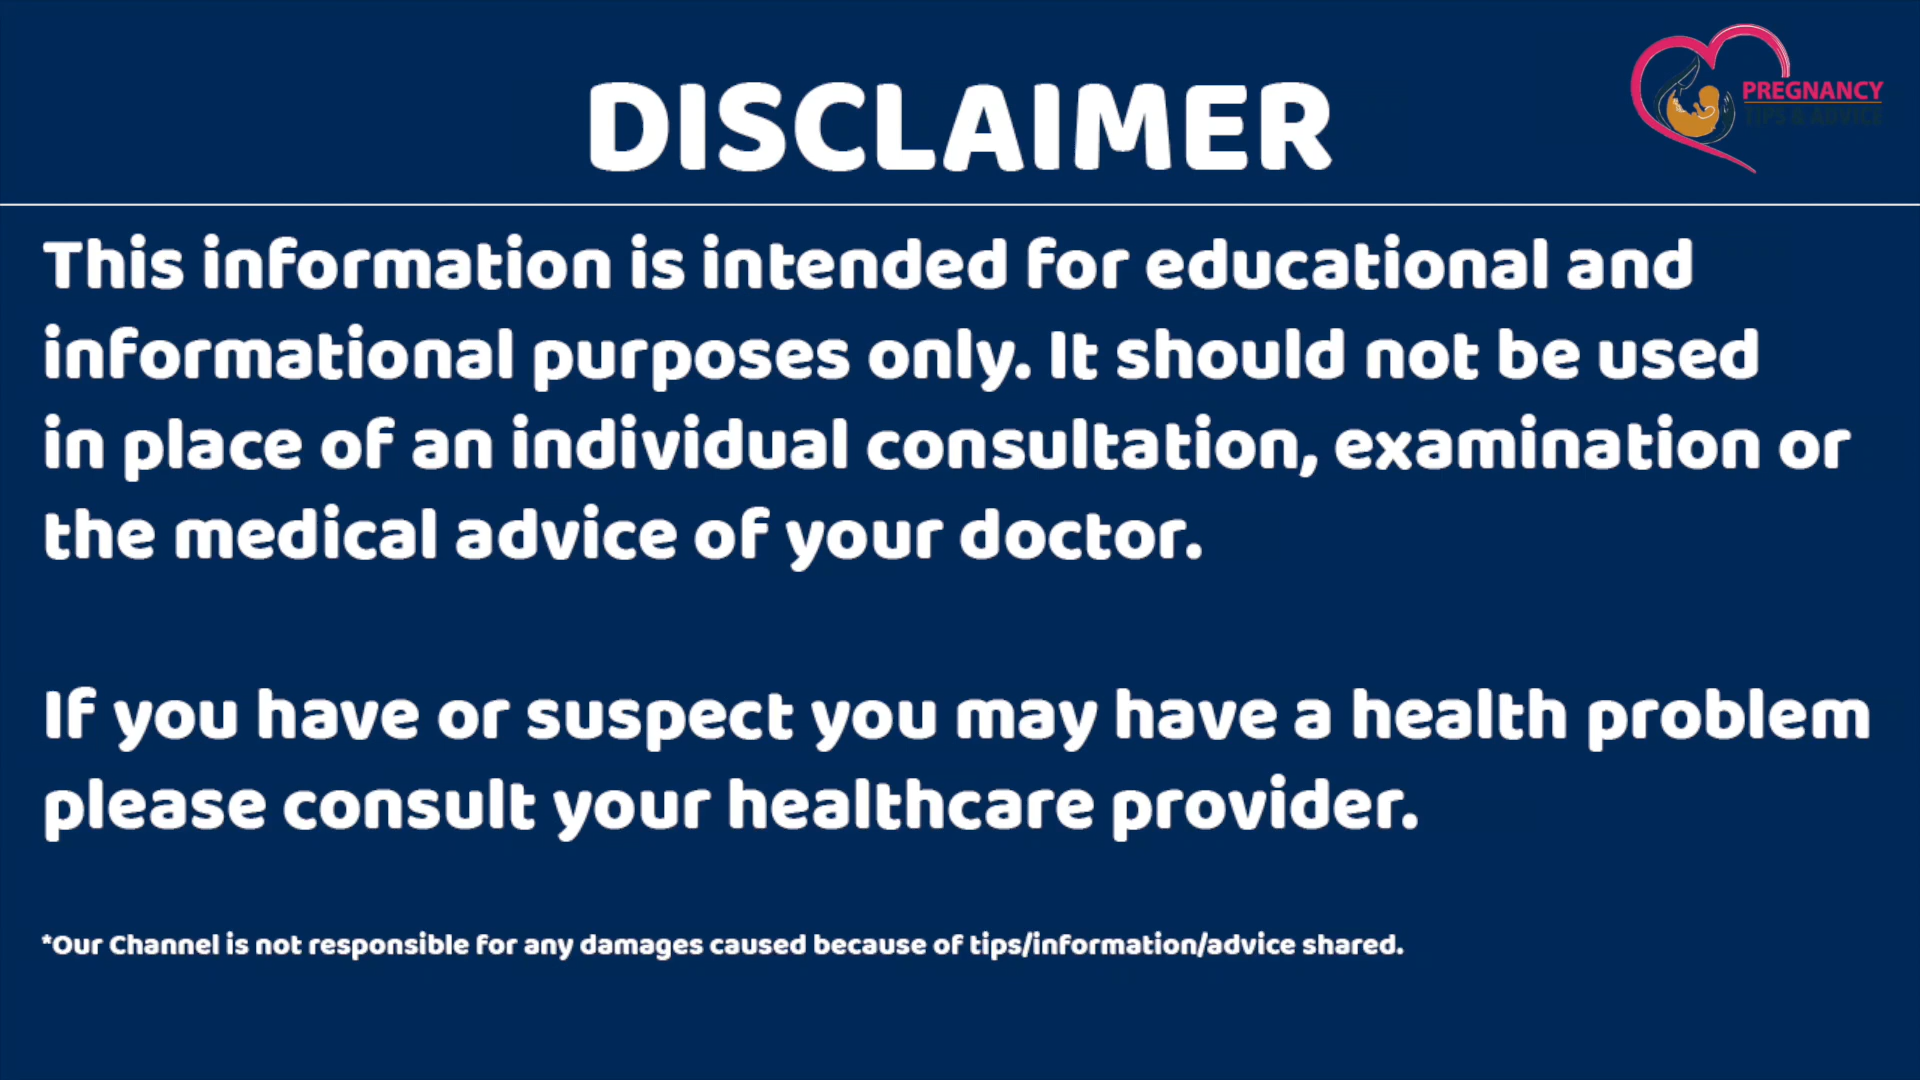 DISCLAIMER
PREGNANCY
TIPS & ADVICE
This information is intended for educational and
informational purposes only. It should not be used
in place of an individual consultation, examination or
the medical advice of your doctor.
If you have or suspect you may have a health problem
please consult your healthcare provider.
*Our Channel is not responsible for any damages caused because of tips/information/advice shared.